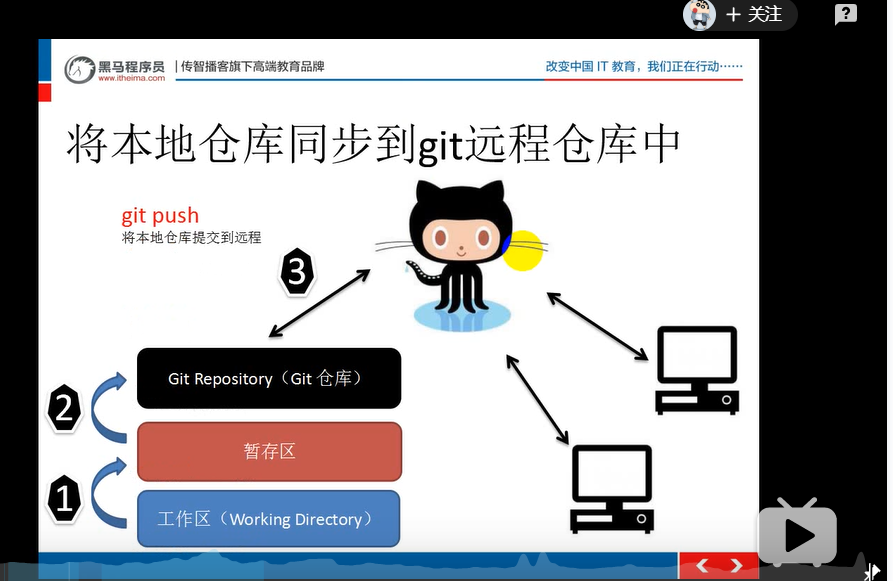 + 关注
?
黑马程序员 | 传智播客旗下高端教育品牌
www.itheima.com
改变中国 IT 教育，我们正在行动……
将本地仓库同步到git远程仓库中
git push
将本地仓库提交到远程
3
Git Repository（Git 仓库）
2
暂存区
1
工作区（Working Directory）